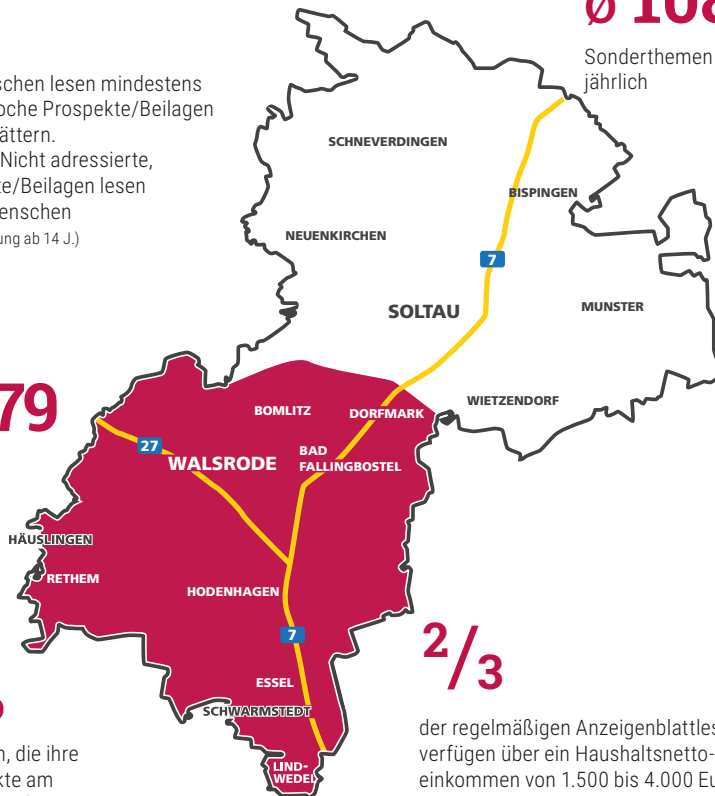 ø 108
Sonderthemen
jährlich
schen lesen mindestens
oche Prospekte/Beilagen
ättern.
Nicht adressierte,
te/Beilagen lesen
enschen
ung ab 14 J.)
SCHNEVERDINGEN
BISPINGEN
NEUENKIRCHEN
7
SOLTAU
MUNSTER
WIETZENDORF
79
BOMLITZ
DORFMARK
27
WALSRODE
BAD
FALLINGBOSTEL
HÄUSLINGEN
RETHEM
HODENHAGEN
7
ESSEL
SCHWARMSTEDT
LIND-
WEDEL
2/3
der regelmäßigen Anzeigenblattles
verfügen über ein Haushaltsnetto-
einkommen von 1.500 bis 4.000 Eu
n, die ihre
kte am